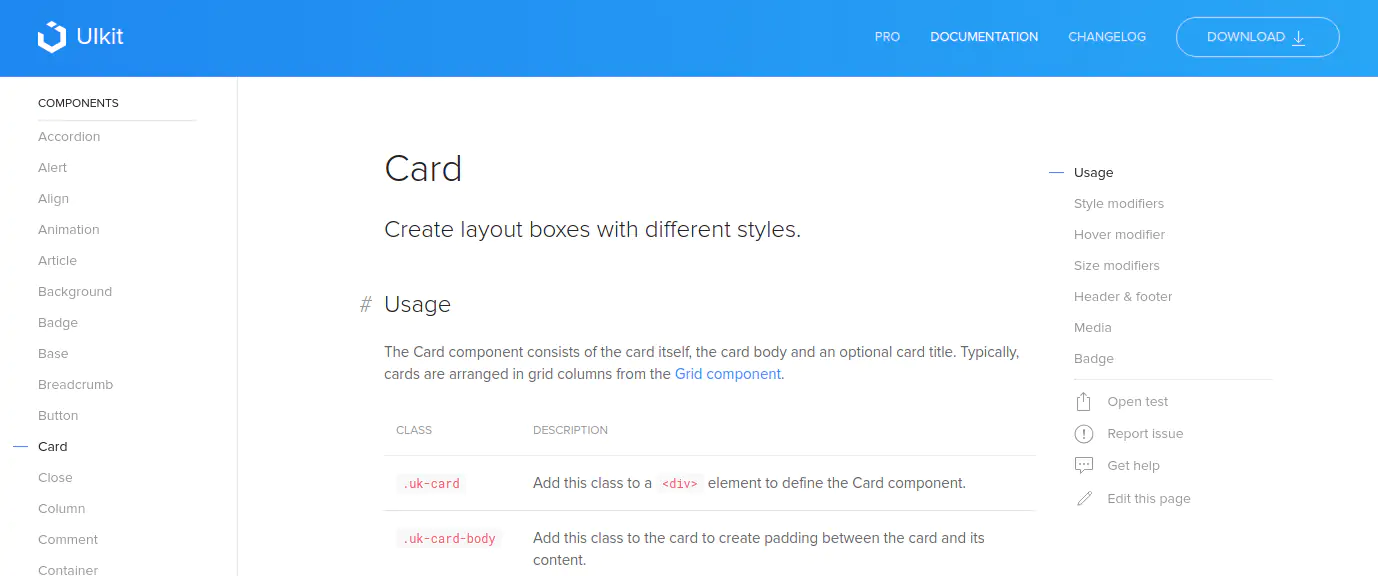 UIkit
PRO
DOCUMENTATION
CHANGELOG
DOWNLOAD
COMPONENTS
Accordion
Alert
Align
Animation
Article
Background
Badge
Base
Breadcrumb
Button
Card
Close
Column
Comment
Container
Card
Create layout boxes with different styles.
# Usage
The Card component consists of the card itself, the card body and an optional card title. Typically,
cards are arranged in grid columns from the Grid component.
CLASS DESCRIPTION
.uk-card Add this class to a <div> element to define the Card component.
.uk-card-body Add this class to the card to create padding between the card and its
content.
Usage
Style modifiers
Hover modifier
Size modifiers
Header & footer
Media
Badge
Open test
Report issue
Get help
Edit this page